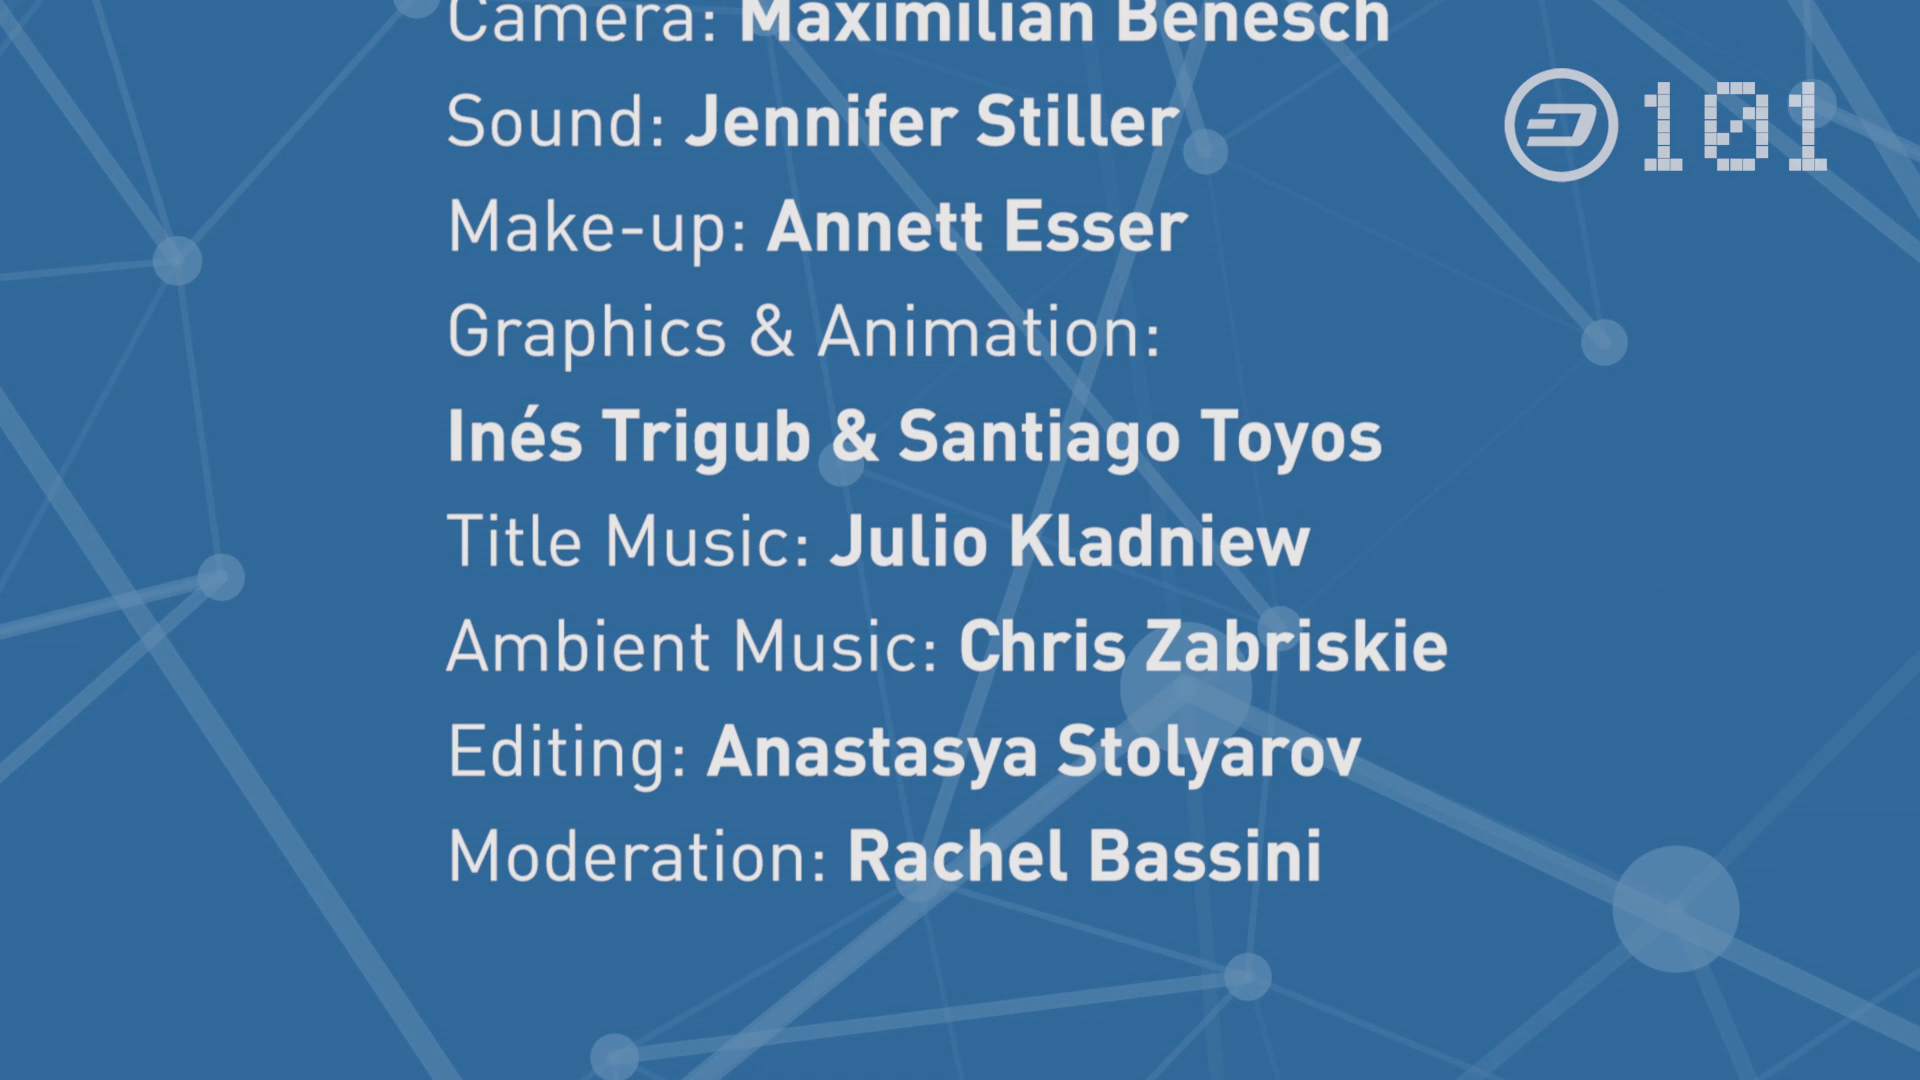 Camera: Maximilian Benesch
Sound: Jennifer Stiller
101
Make-up: Annett Esser
Graphics & Animation:
Inés Trigub & Santiago Toyos
Title Music: Julio Kladniew
Ambient Music: Chris Zabriskie
Editing: Anastasya Stolyarov
Moderation: Rachel Bassini